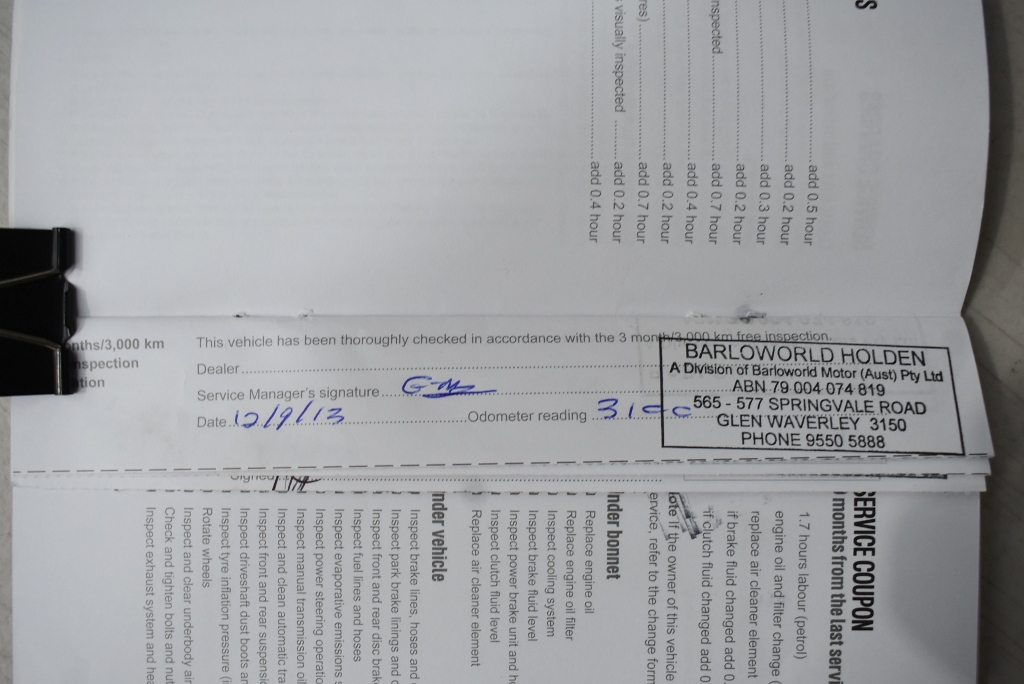 S
add 0.5 hour
add 0.2 hour
add 0.3 hour
add 0.2 hour
nspected add 0.7 hour
add 0.4 hour
add 0.2 hour
res) add 0.7 hour
s visually inspected add 0.2 hour
add 0.4 hour
nths/3,000 km
nspection
tion
This vehicle has been thoroughly checked in accordance with the 3 month/3,000 km free inspection.
Dealer
Service Manager's signature
Date 12/9/13 Odometer reading 3100
BARLOWORLD HOLDEN
A Division of Barloworld Motor (Aust) Pty Ltd
ABN 79 004 074 819
565 - 577 SPRINGVALE ROAD
GLEN WAVERLEY 3150
PHONE 9550 5888
Signed
SERVICE COUPON
months from the last servi
1.7 hours labour (petrol)
engine oil and filter change (
replace air cleaner element
if brake fluid changed add 0.
if clutch fluid changed add 0
ote If the owner of this vehicle
ervice, refer to the change form
nder bonnet
Replace engine oil
Replace engine oil filter
Inspect cooling system
Inspect brake fluid level
Inspect power brake unit and h
Inspect clutch fluid level
Replace air cleaner element
nder vehicle
Inspect brake lines, hoses and
Inspect park brake linings and c
Inspect front and rear disc brak
Inspect fuel lines and hoses
Inspect evaporative emissions s
Inspect power steering operatio
Inspect manual transmission oil
Inspect and clean automatic tra
Inspect front and rear suspensi
Inspect driveshaft dust boots an
Inspect tyre inflation pressure (i
Rotate wheels
Inspect and clear underbody air
Check and tighten bolts and nut
Inspect exhaust system and hea